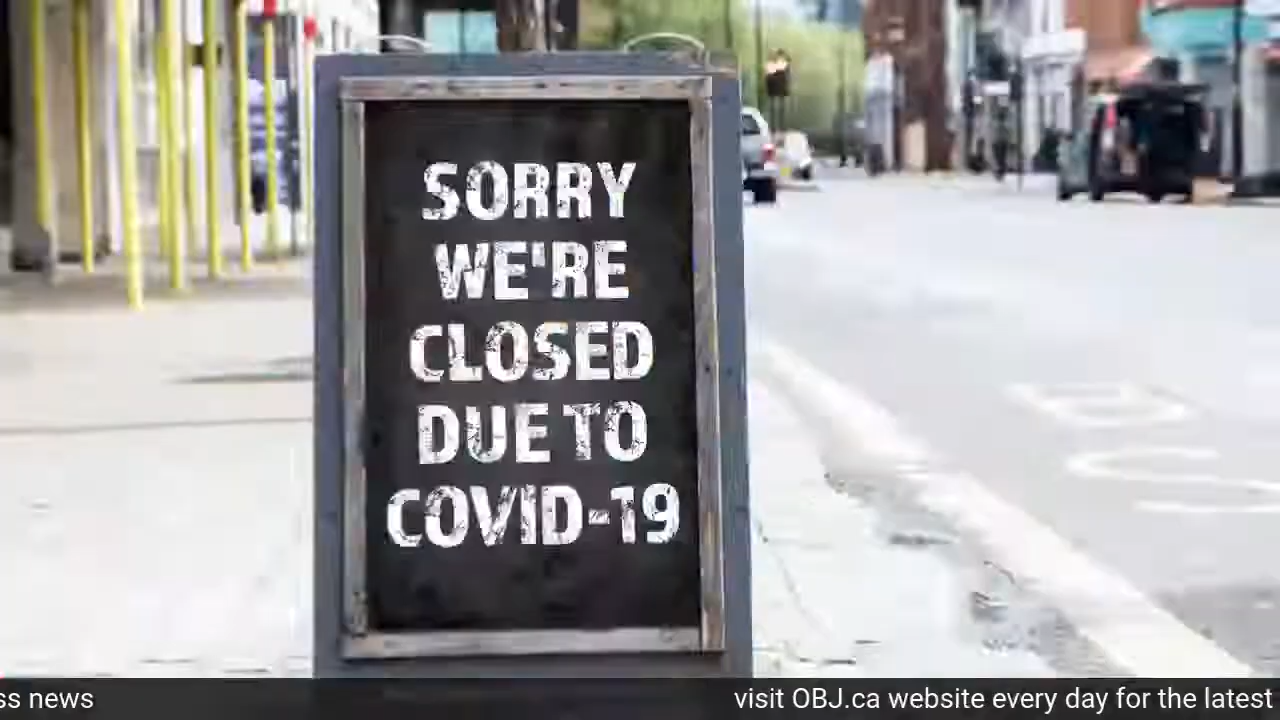 SORRY
WE'RE
CLOSED
DUE TO
COVID-19
ss news
visit OBJ.ca website every day for the latest